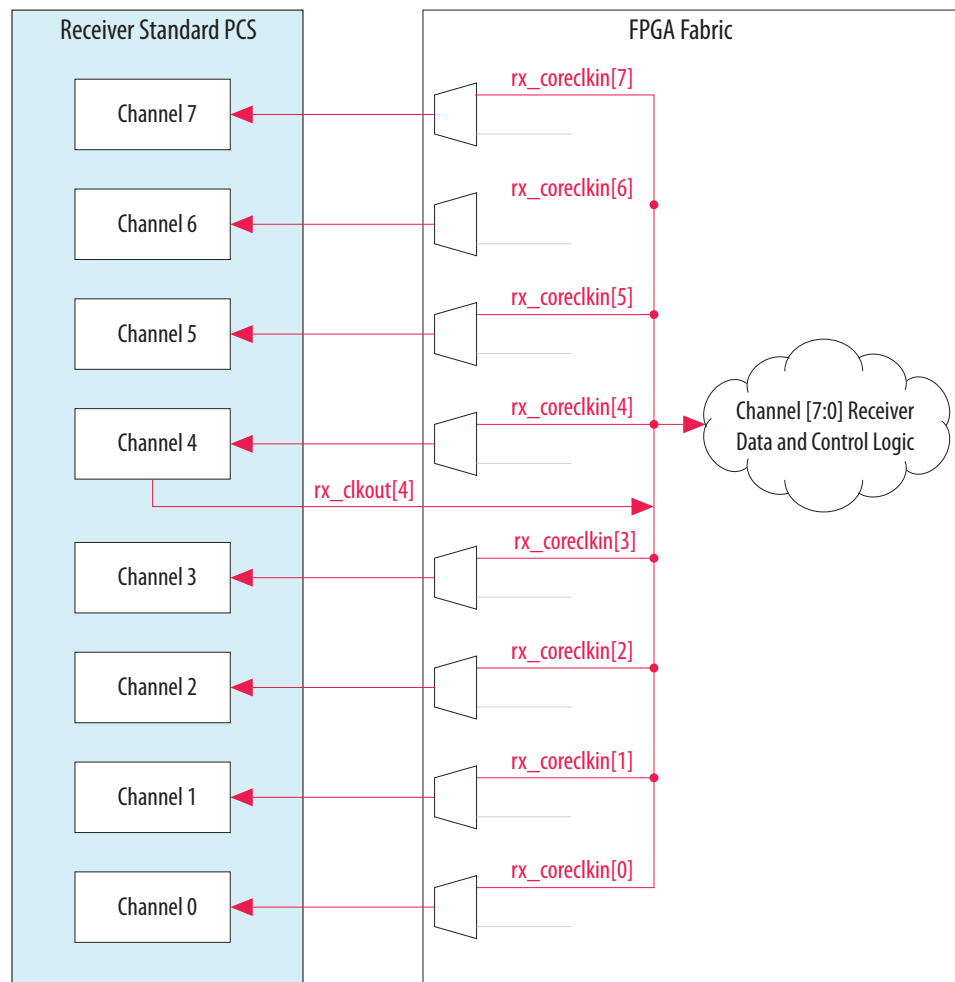 Receiver Standard PCS
FPGA Fabric
Channel 7
rx_coreclkin[7]
Channel 6
rx_coreclkin[6]
Channel 5
rx_coreclkin[5]
Channel 4
rx_coreclkin[4]
Channel [7:0] Receiver
Data and Control Logic
rx_clkout[4]
Channel 3
rx_coreclkin[3]
Channel 2
rx_coreclkin[2]
Channel 1
rx_coreclkin[1]
Channel 0
rx_coreclkin[0]